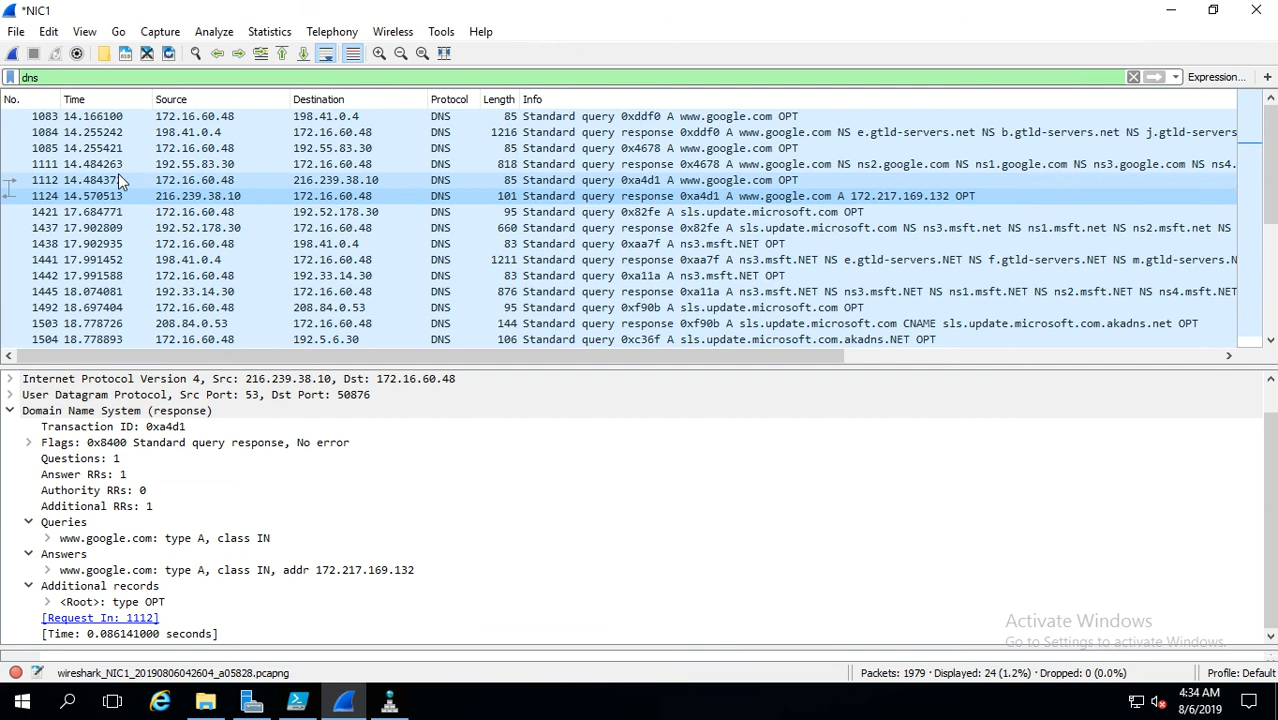 *NIC1
File Edit View Go Capture Analyze Statistics Telephony Wireless Tools Help
dns Expression... +
No. Time Source Destination Protocol Length Info
1083 14.166100 172.16.60.48 198.41.0.4 DNS 85 Standard query 0xddf0 A www.google.com OPT
1084 14.255242 198.41.0.4 172.16.60.48 DNS 1216 Standard query response 0xddf0 A www.google.com NS e.gtld-servers.net NS b.gtld-servers.net NS j.gtld-servers
1085 14.255421 172.16.60.48 192.55.83.30 DNS 85 Standard query 0x4678 A www.google.com OPT
1111 14.484263 192.55.83.30 172.16.60.48 DNS 818 Standard query response 0x4678 A www.google.com NS ns2.google.com NS ns1.google.com NS ns3.google.com NS ns4.
1112 14.48437 172.16.60.48 216.239.38.10 DNS 85 Standard query 0xa4d1 A www.google.com OPT
1124 14.570513 216.239.38.10 172.16.60.48 DNS 101 Standard query response 0xa4d1 A www.google.com A 172.217.169.132 OPT
1421 17.684771 172.16.60.48 192.52.178.30 DNS 95 Standard query 0x82fe A sls.update.microsoft.com OPT
1437 17.902809 192.52.178.30 172.16.60.48 DNS 660 Standard query response 0x82fe A sls.update.microsoft.com NS ns3.msft.net NS ns1.msft.net NS ns2.msft.net NS
1438 17.902935 172.16.60.48 198.41.0.4 DNS 83 Standard query 0xaa7f A ns3.msft.NET OPT
1441 17.991452 198.41.0.4 172.16.60.48 DNS 1211 Standard query response 0xaa7f A ns3.msft.NET NS e.gtld-servers.NET NS f.gtld-servers.NET NS m.gtld-servers.N
1442 17.991588 172.16.60.48 192.33.14.30 DNS 83 Standard query 0xa11a A ns3.msft.NET OPT
1445 18.074081 192.33.14.30 172.16.60.48 DNS 876 Standard query response 0xa11a A ns3.msft.NET NS ns3.msft.NET NS ns1.msft.NET NS ns2.msft.NET NS ns4.msft.NET
1492 18.697404 172.16.60.48 208.84.0.53 DNS 95 Standard query 0xf90b A sls.update.microsoft.com OPT
1503 18.778726 208.84.0.53 172.16.60.48 DNS 144 Standard query response 0xf90b A sls.update.microsoft.com CNAME sls.update.microsoft.com.akadns.net OPT
1504 18.778893 172.16.60.48 192.5.6.30 DNS 106 Standard query 0xc36f A sls.update.microsoft.com.akadns.NET OPT
Internet Protocol Version 4, Src: 216.239.38.10, Dst: 172.16.60.48
User Datagram Protocol, Src Port: 53, Dst Port: 50876
Domain Name System (response)
Transaction ID: 0xa4d1
Flags: 0x8400 Standard query response, No error
Questions: 1
Answer RRs: 1
Authority RRs: 0
Additional RRs: 1
Queries
www.google.com: type A, class IN
Answers
www.google.com: type A, class IN, addr 172.217.169.132
Additional records
<Root>: type OPT
[Request In: 1112]
[Time: 0.086141000 seconds]
Activate Windows
Go to Settings to activate Windows.
wireshark_NIC1_20190806042604_a05828.pcapng Packets: 1979 · Displayed: 24 (1.2%) · Dropped: 0 (0.0%) Profile: Default
4:34 AM
8/6/2019